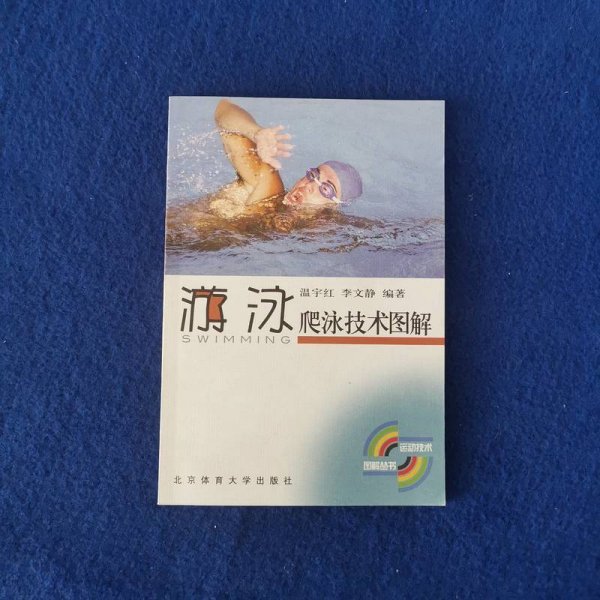 温宇红 李文静 编著
游泳
SWIMMING
爬泳技术图解
运动技术
图解丛书
北京体育大学出版社